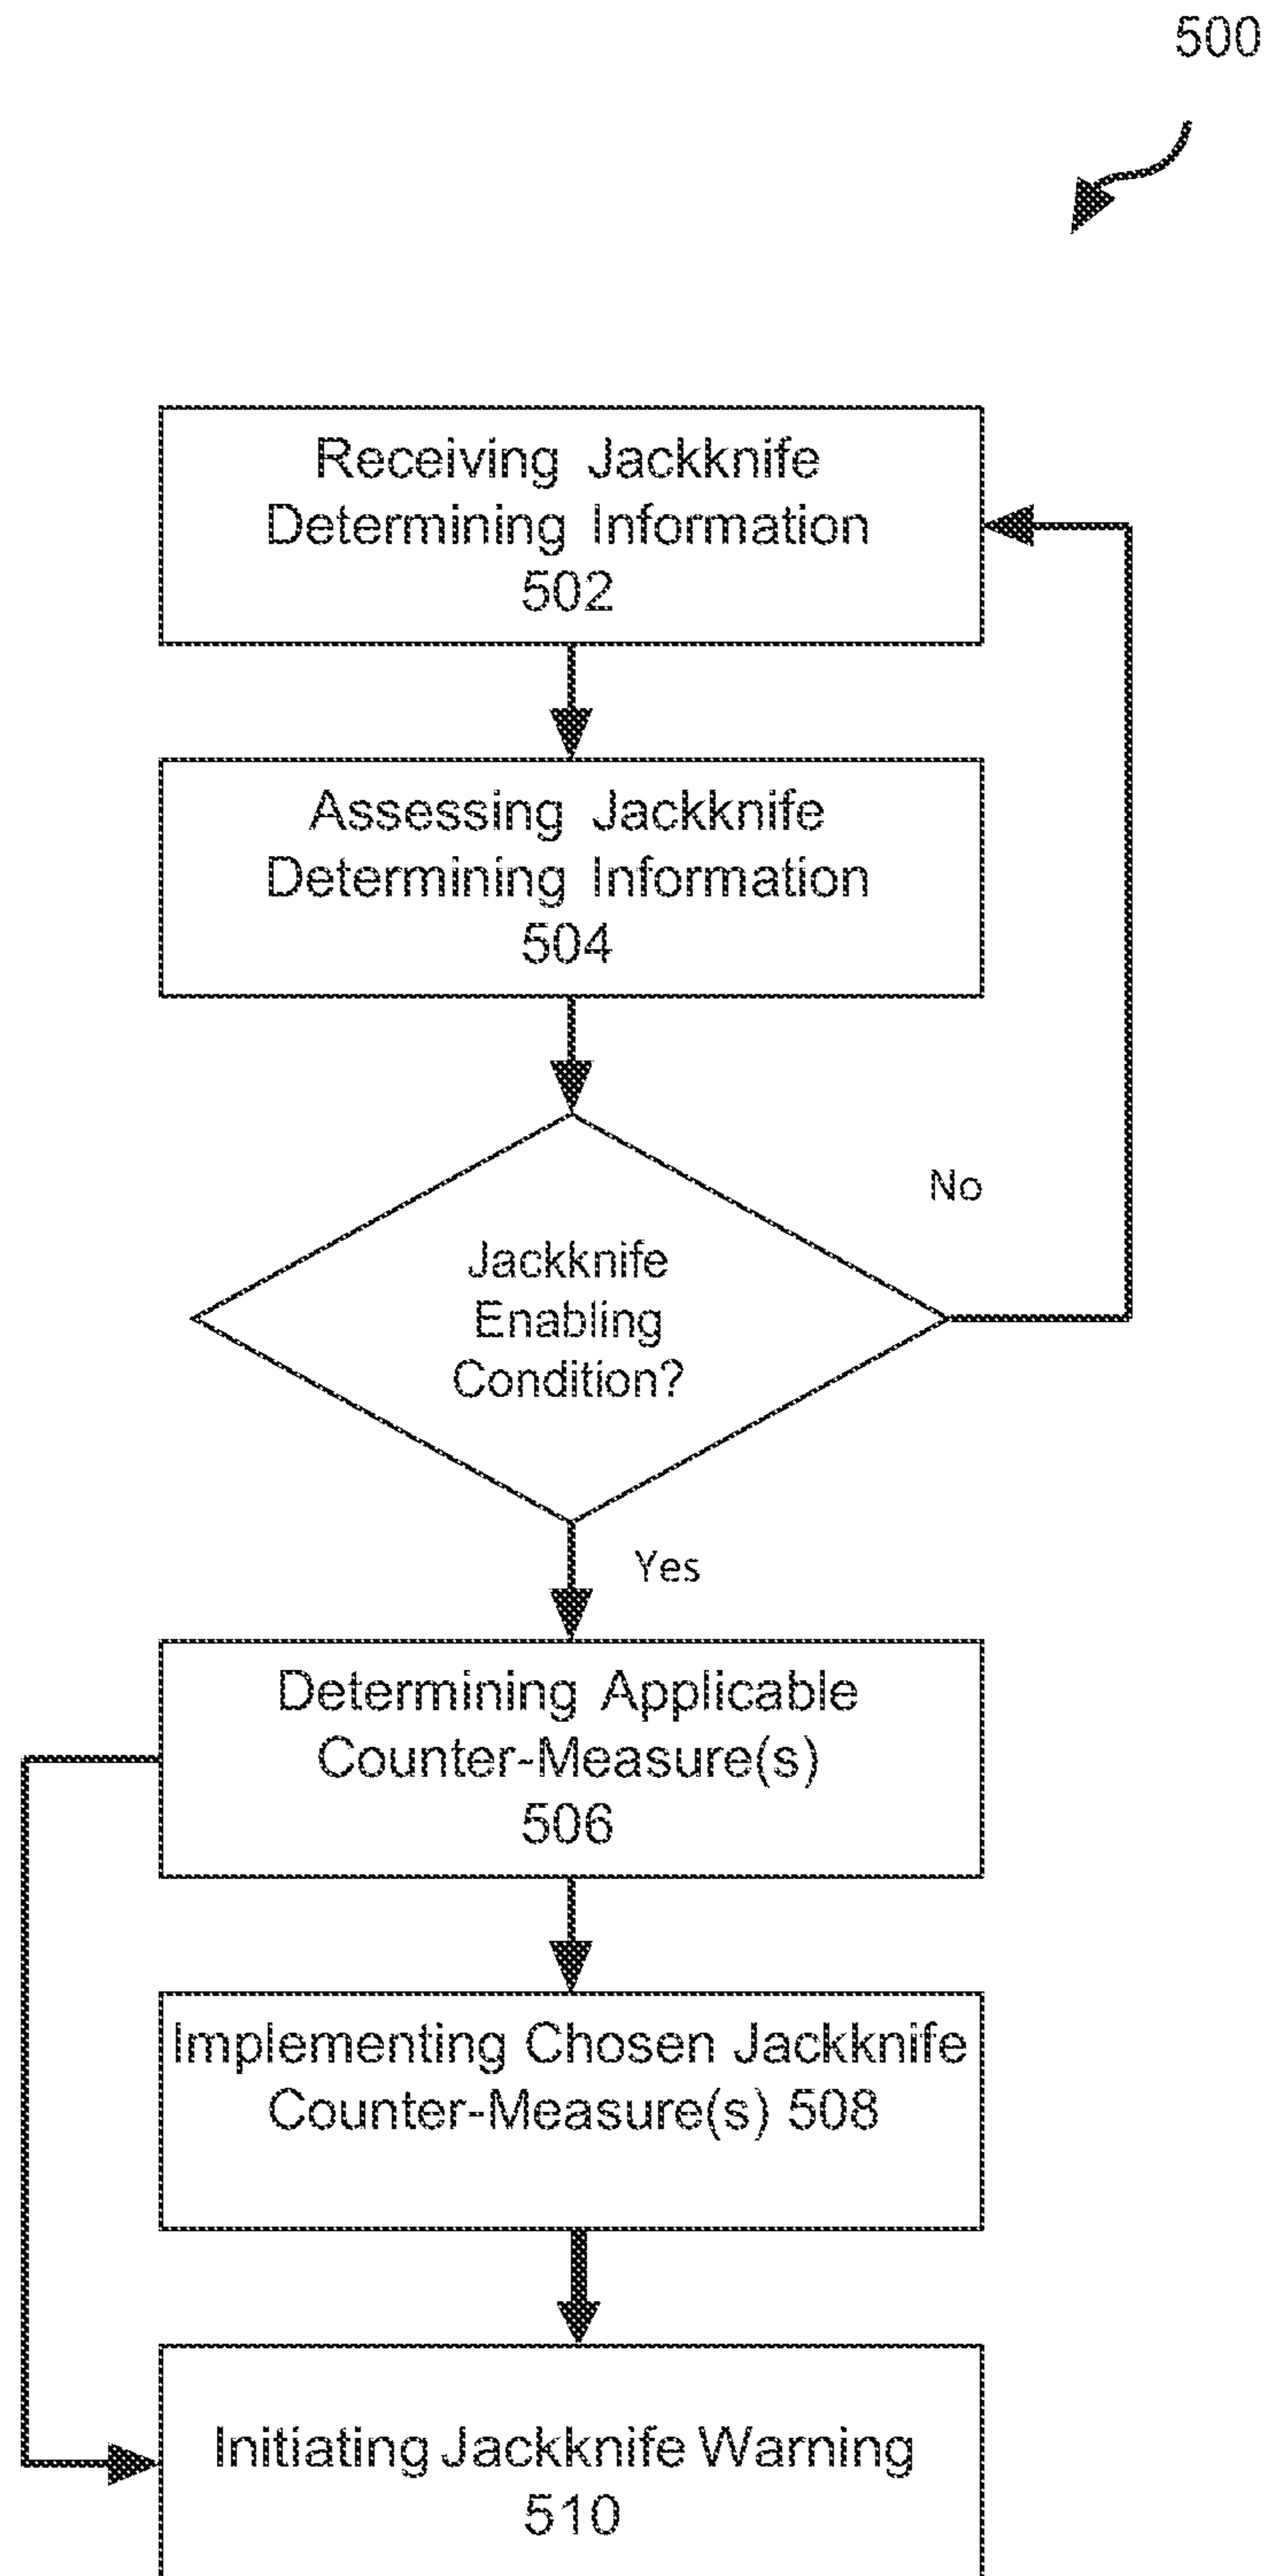 500
Receiving Jackknife
Determining Information
502
Assessing Jackknife
Determining Information
504
No
Jackknife
Enabling
Condition?
Yes
Determining Applicable
Counter-Measure(s)
506
Implementing Chosen Jackknife
Counter-Measure(s) 508
Initiating Jackknife Warning
510